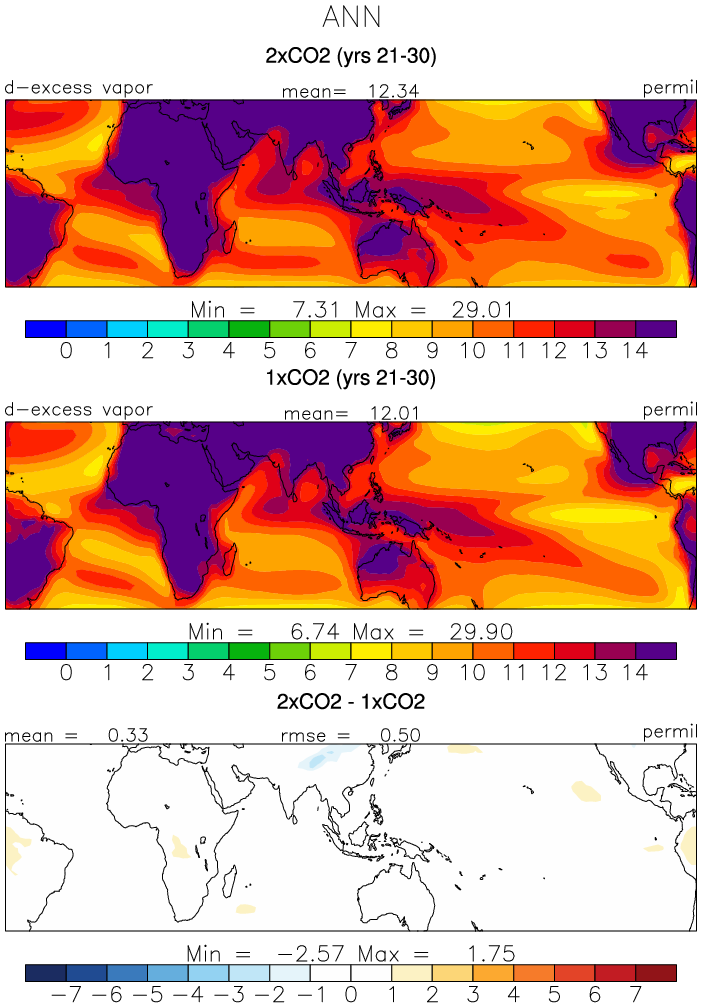 ANN
2xCO2 (yrs 21-30)
d-excess vapor mean= 12.34 permil
Min = 7.31 Max = 29.01
0 1 2 3 4 5 6 7 8 9 10 11 12 13 14
1xCO2 (yrs 21-30)
d-excess vapor mean= 12.01 permil
Min = 6.74 Max = 29.90
0 1 2 3 4 5 6 7 8 9 10 11 12 13 14
2xCO2 - 1xCO2
mean = 0.33 rmse = 0.50 permil
Min = -2.57 Max = 1.75
-7 -6 -5 -4 -3 -2 -1 0 1 2 3 4 5 6 7